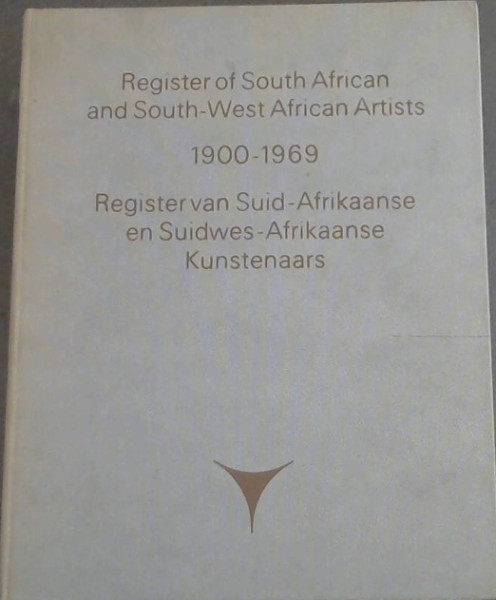 Register of South African
and South-West African Artists
1900-1969
Register van Suid-Afrikaanse
en Suidwes-Afrikaanse
Kunstenaars